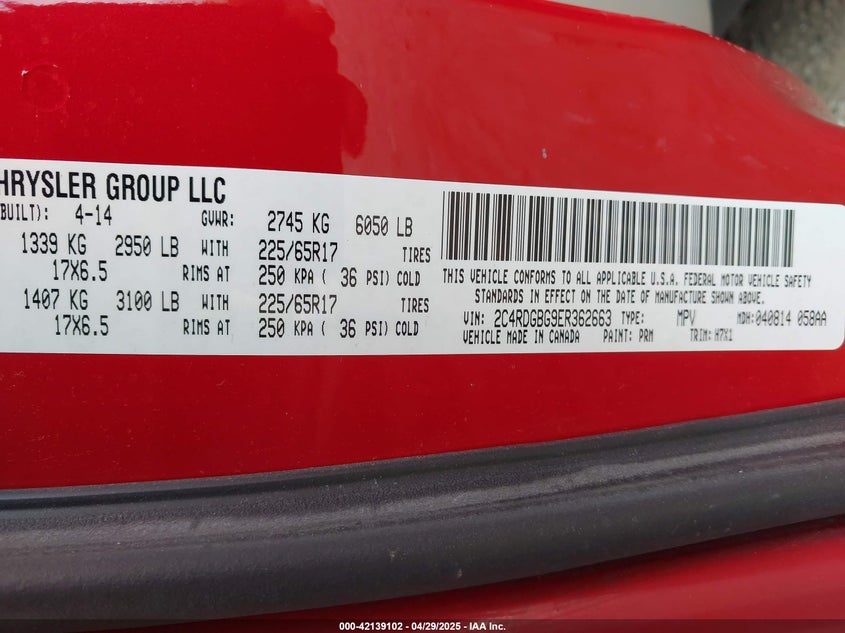 HRYSLER GROUP LLC
BUILT): 4-14 GVWR: 2745 KG 6050 LB
1339 KG 2950 LB WITH 225/65R17 TIRES
17X6.5 RIMS AT 250 KPA ( 36 PSI) COLD
1407 KG 3100 LB WITH 225/65R17 TIRES
17X6.5 RIMS AT 250 KPA ( 36 PSI) COLD
THIS VEHICLE CONFORMS TO ALL APPLICABLE U.S.A. FEDERAL MOTOR VEHICLE SAFETY
STANDARDS IN EFFECT ON THE DATE OF MANUFACTURE SHOWN ABOVE.
VIN: 2C4RDGBG9ER362663 TYPE: MPV MDH: 040814 058AA
VEHICLE MADE IN CANADA PAINT: PRM TRIM: H7X1
000-42139102 - 04/29/2025 - IAA Inc.